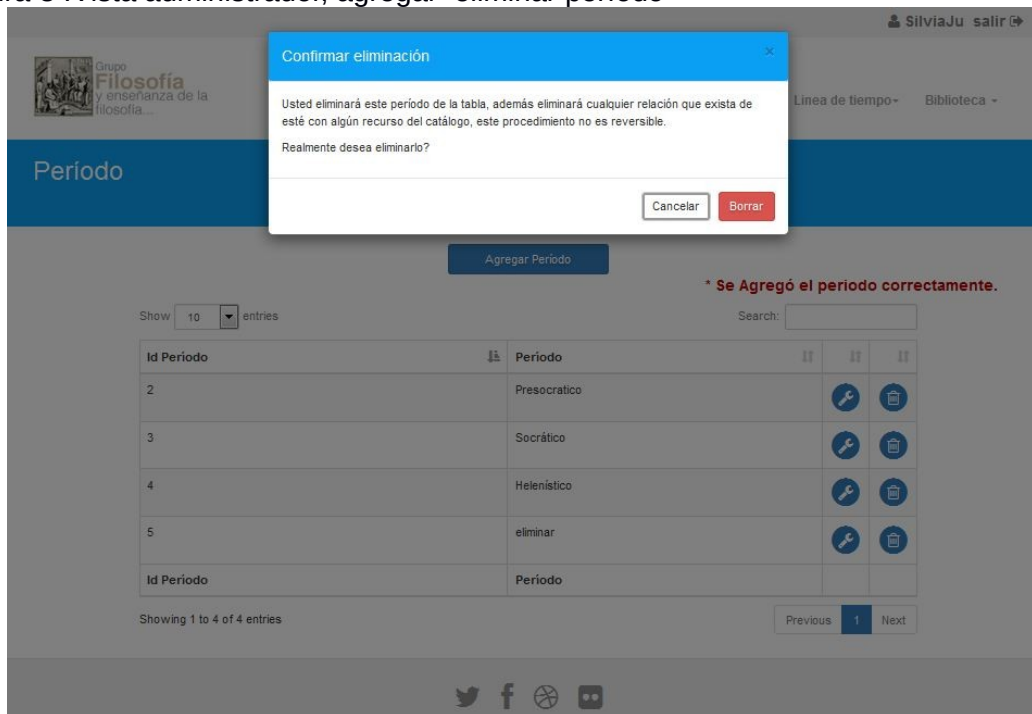 ra 5 Vista administrador, agregar- eliminar período
SilviaJu salir
Grupo
Filosofía
y enseñanza de la
filosofia...
Confirmar eliminación ×
Usted eliminará este período de la tabla, además eliminará cualquier relación que exista de
esté con algún recurso del catálogo, este procedimiento no es reversible.
Realmente desea eliminarlo?
Cancelar Borrar
Linea de tiempo Biblioteca
Período
Agregar Período
* Se Agregó el periodo correctamente.
Show 10 entries Search:
Id Periodo Período
2 Presocratico
3 Socrático
4 Helenístico
5 eliminar
Id Periodo Período
Showing 1 to 4 of 4 entries Previous 1 Next